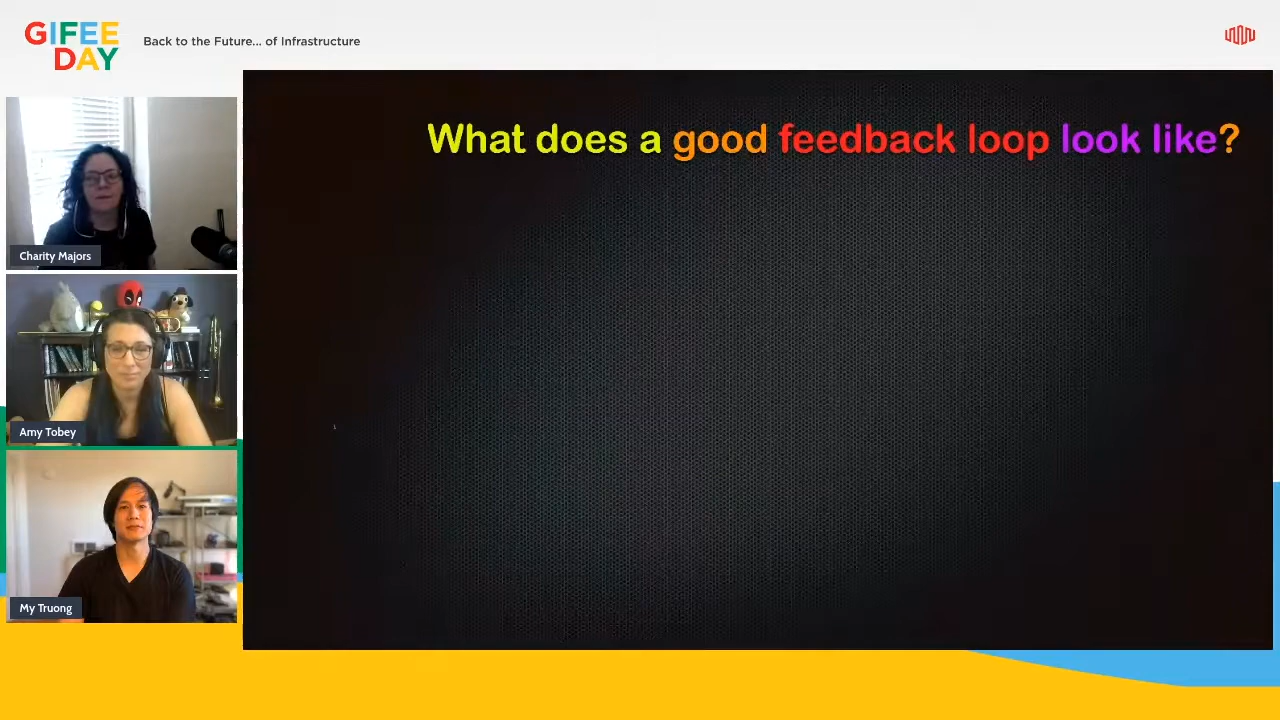 GIFEE
DAY
Back to the Future... of Infrastructure
What does a good feedback loop look like?
Charity Majors
Amy Tobey
My Truong